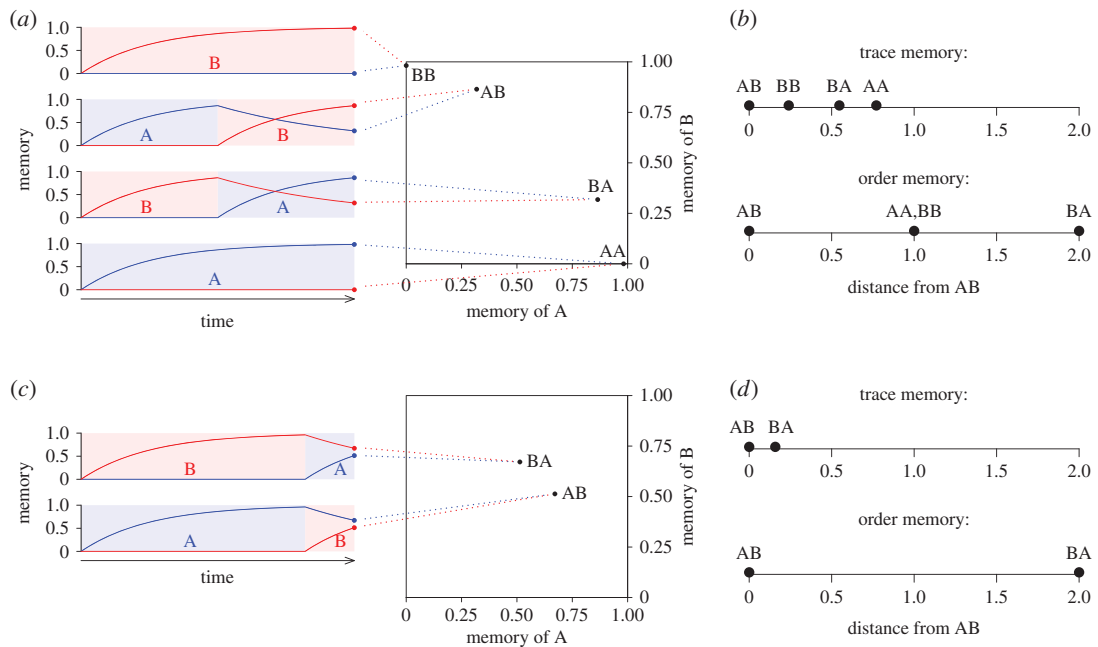 (a)
1.0
0.5
0
B
1.0
0.5
0
A
B
1.0
0.5
0
B
A
1.0
0.5
0
A
memory
time
BB
AB
BA
AA
1.00
0.75
0.50
0.25
0
memory of B
0
0.25
0.50
0.75
1.00
memory of A
(b)
trace memory:
AB BB BA AA
0 0.5 1.0 1.5 2.0
order memory:
AB AA,BB BA
0 0.5 1.0 1.5 2.0
distance from AB
(c)
1.0
0.5
0
B
A
1.0
0.5
0
A
B
memory
time
BA
AB
1.00
0.75
0.50
0.25
0
memory of B
0
0.25
0.50
0.75
1.00
memory of A
(d)
trace memory:
AB BA
0 0.5 1.0 1.5 2.0
order memory:
AB BA
0 0.5 1.0 1.5 2.0
distance from AB